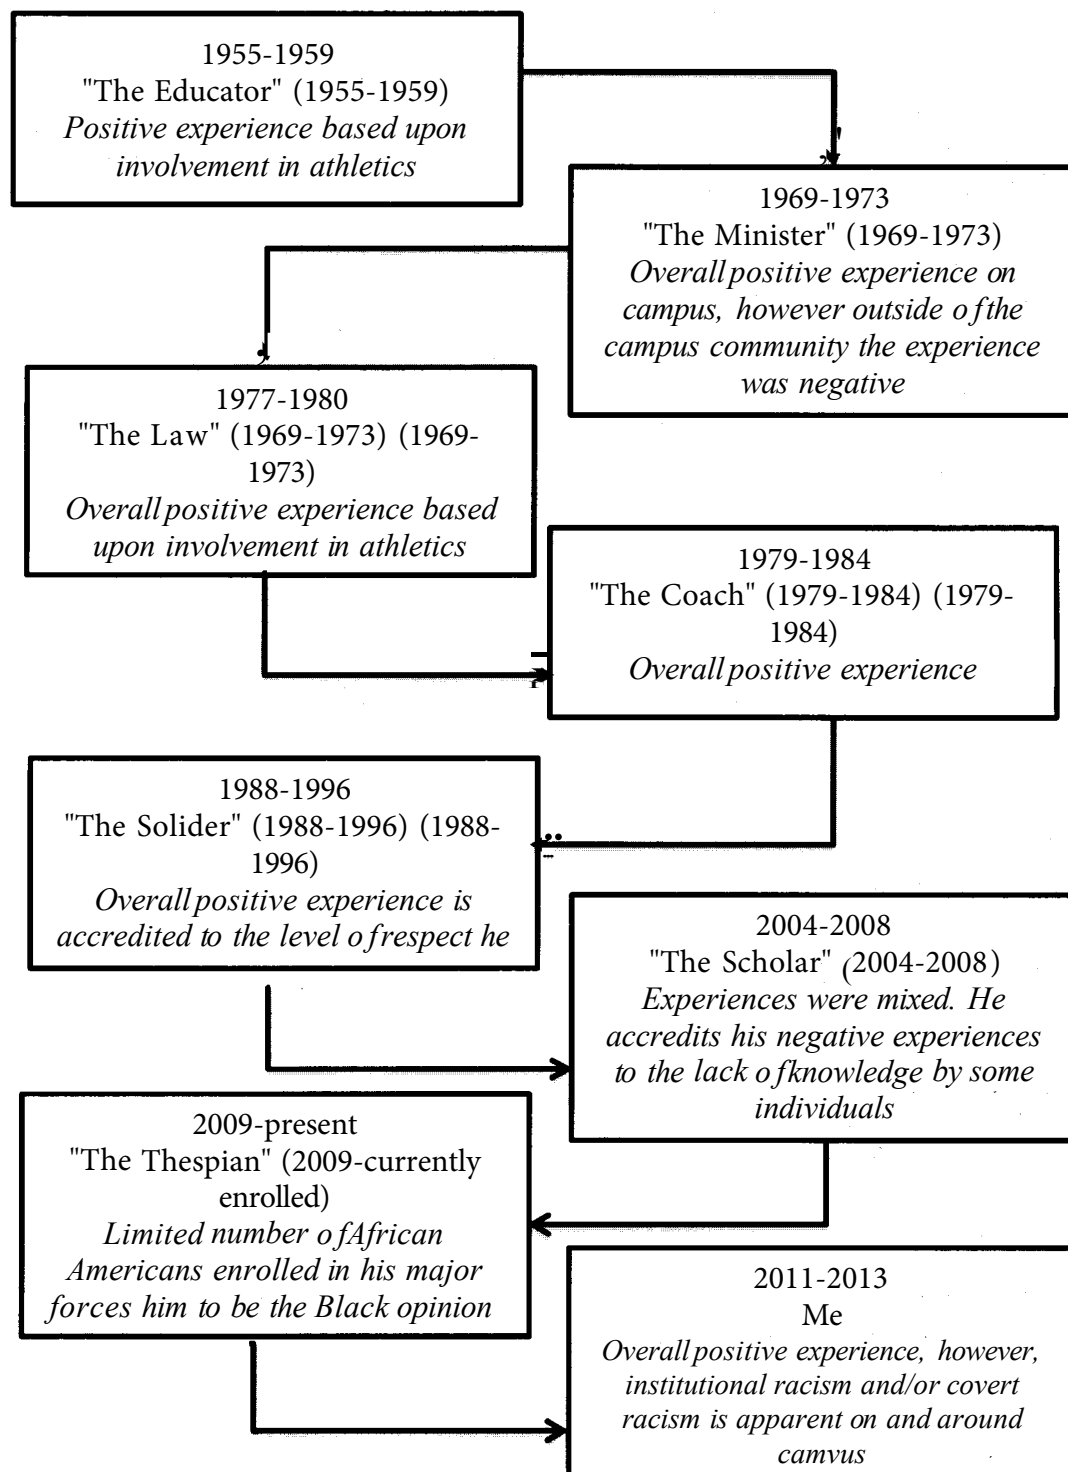 1955-1959
"The Educator" (1955-1959)
Positive experience based upon
involvement in athletics
1969-1973
"The Minister" (1969-1973)
Overall positive experience on
campus, however outside of the
campus community the experience
was negative
1977-1980
"The Law" (1969-1973) (1969-
1973)
Overall positive experience based
upon involvement in athletics
1979-1984
"The Coach" (1979-1984) (1979-
1984)
Overall positive experience
1988-1996
"The Solider" (1988-1996) (1988-
1996)
Overall positive experience is
accredited to the level of respect he
2004-2008
"The Scholar" (2004-2008)
Experiences were mixed. He
accredits his negative experiences
to the lack of knowledge by some
individuals
2009-present
"The Thespian" (2009-currently
enrolled)
Limited number of African
Americans enrolled in his major
forces him to be the Black opinion
2011-2013
Me
Overall positive experience, however,
institutional racism and/or covert
racism is apparent on and around
camvus